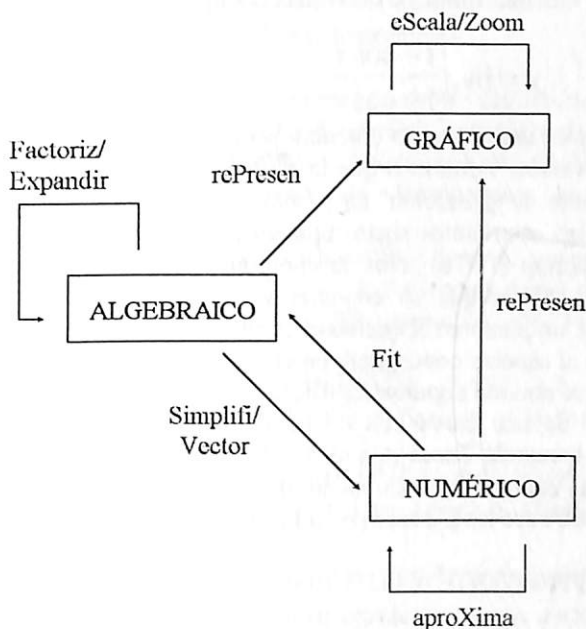 eScala/Zoom
GRÁFICO
Factoriz/
Expandir
rePresen
ALGEBRAICO
rePresen
Fit
Simplifi/
Vector
NUMÉRICO
aproXima